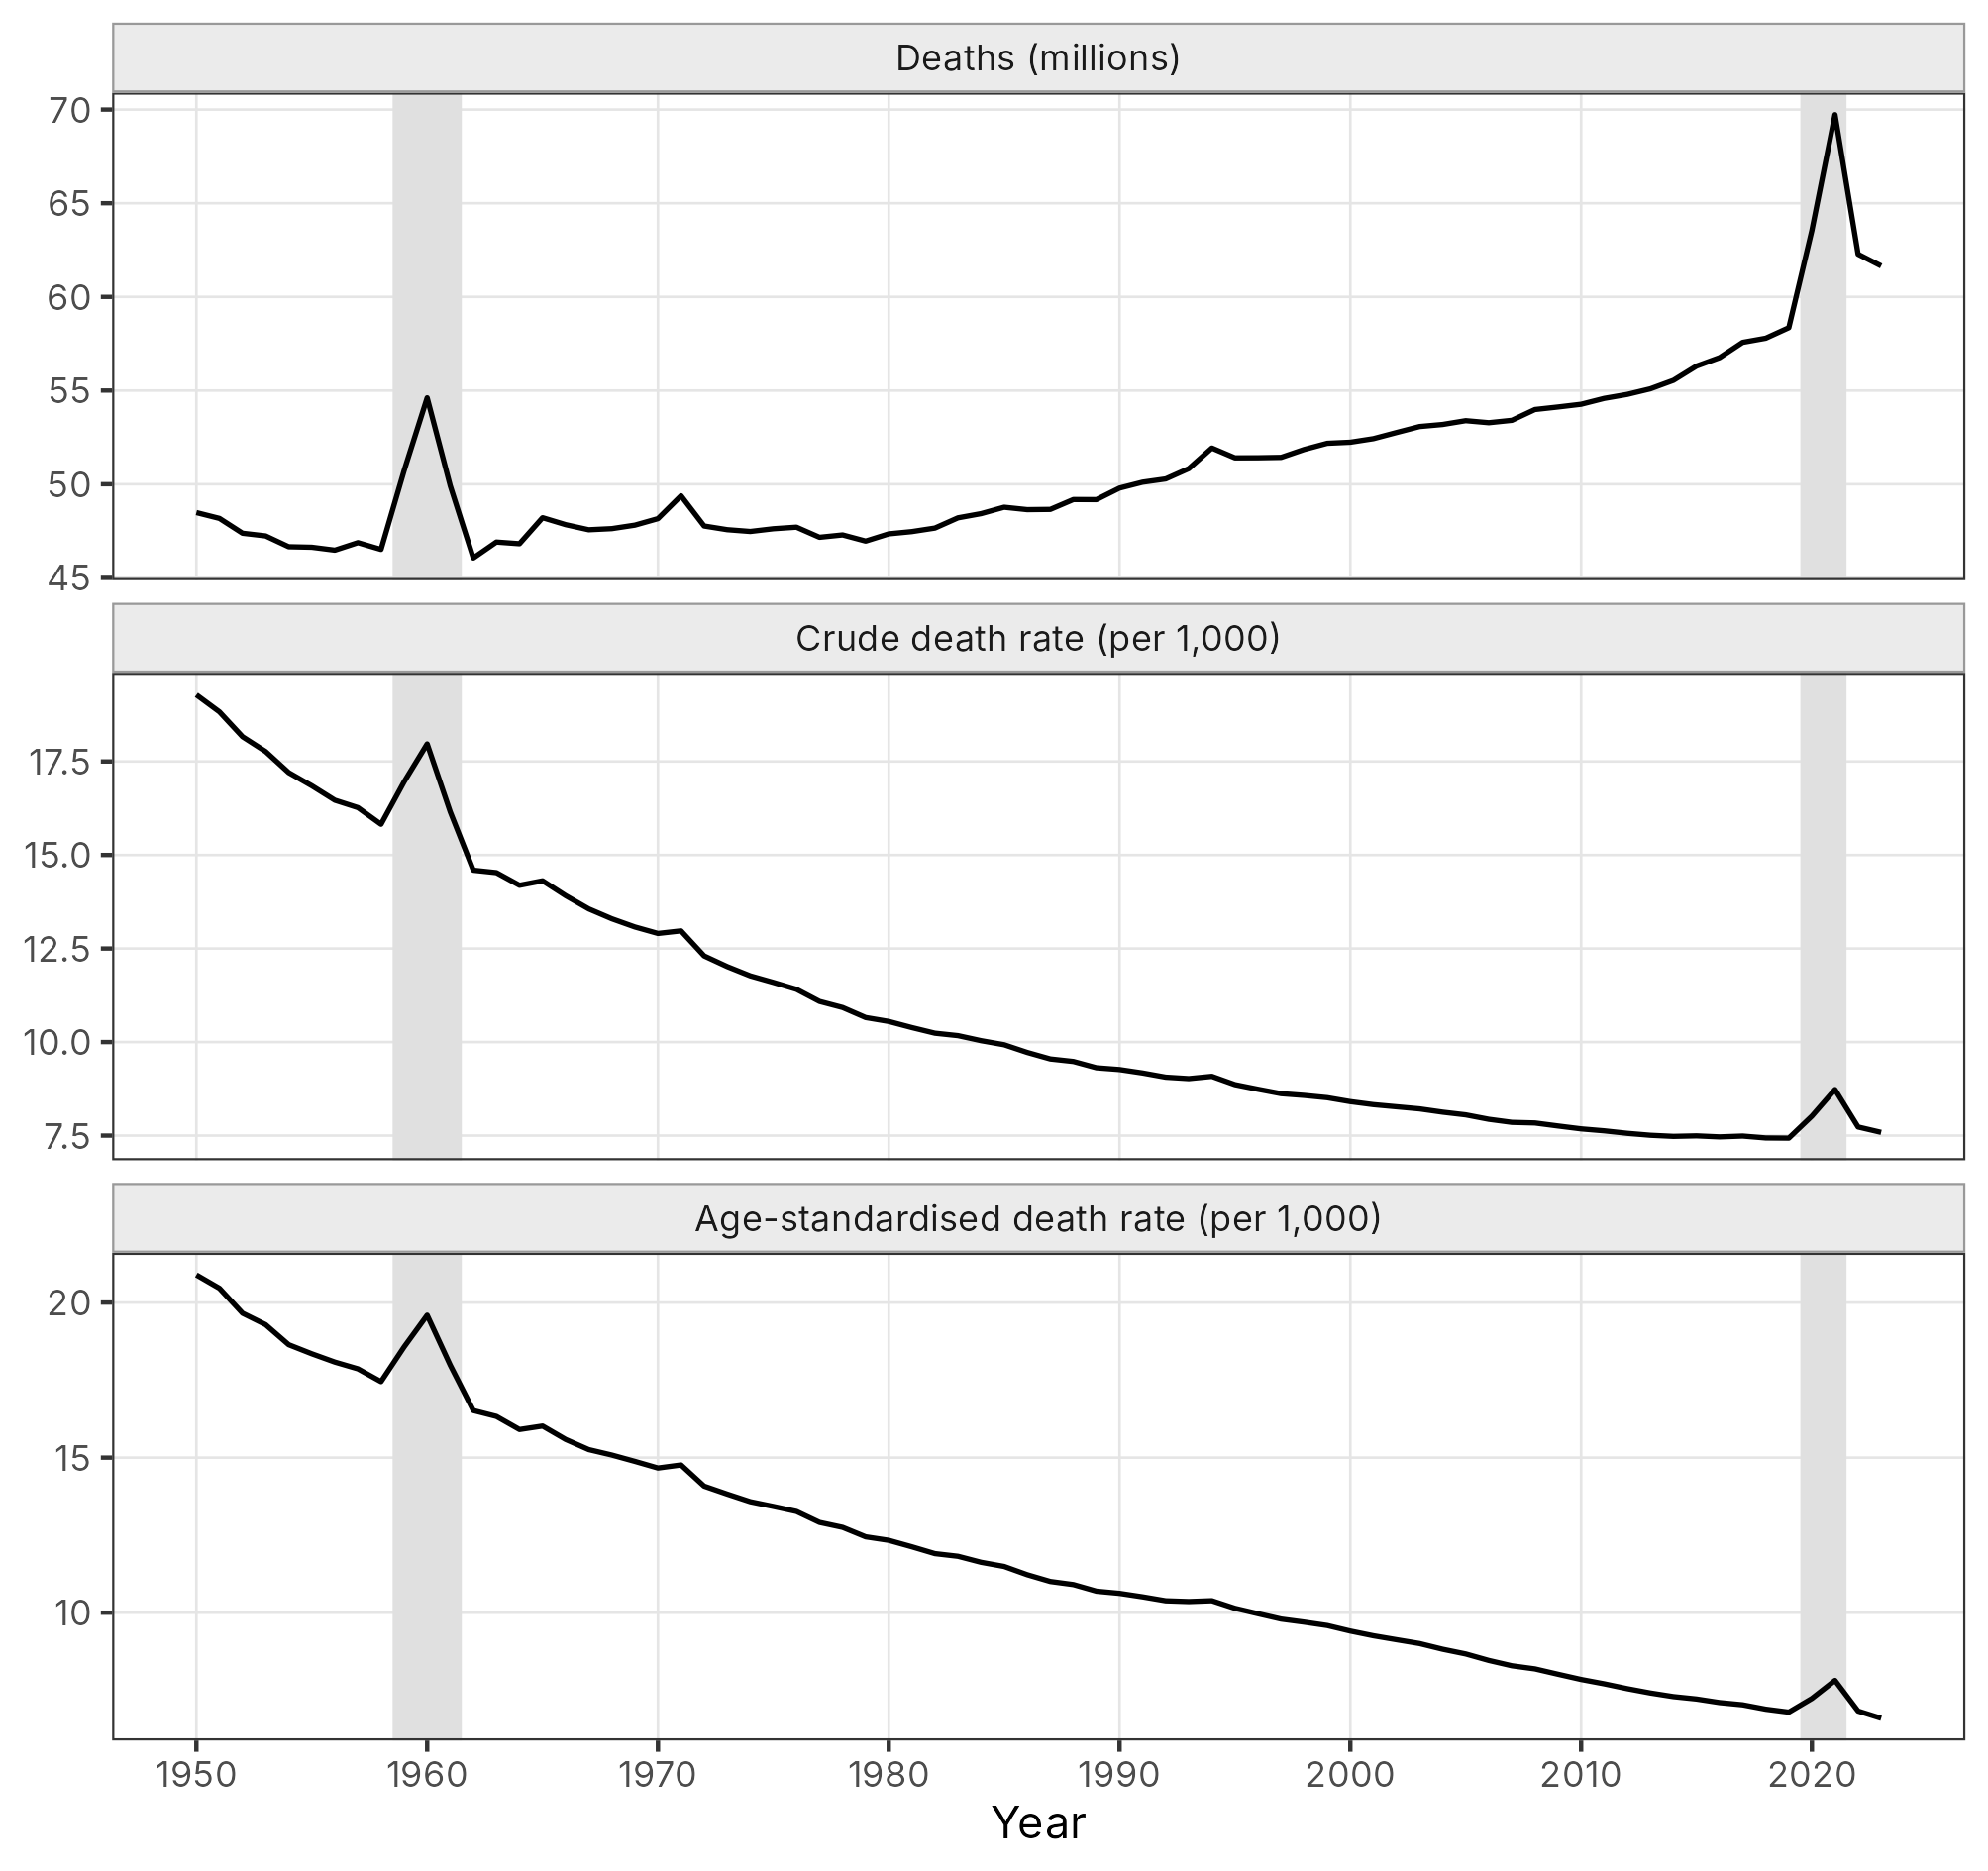 Deaths (millions)
70
65
60
55
50
45
Crude death rate (per 1,000)
17.5
15.0
12.5
10.0
7.5
Age-standardised death rate (per 1,000)
20
15
10
1950 1960 1970 1980 1990 2000 2010 2020
Year